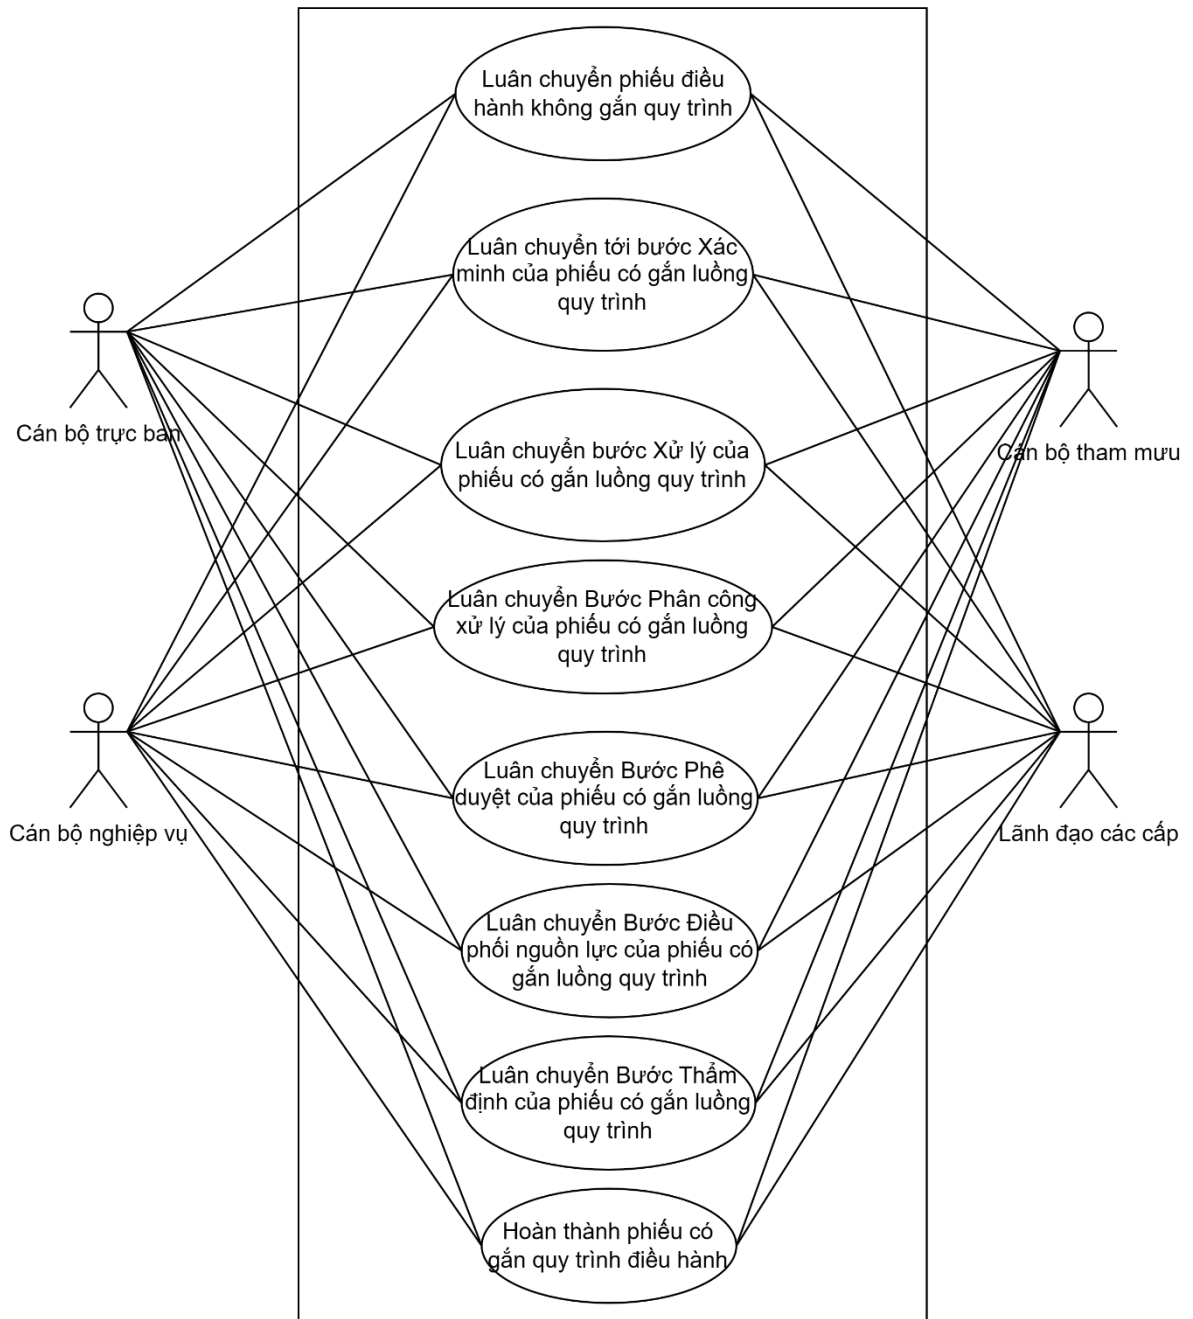 Luân chuyển phiếu điều
hành không gắn quy trình
Luân chuyển tới bước Xác
minh của phiếu có gắn luồng
quy trình
Cán bộ trực ban
Cán bộ tham mưu
Luân chuyển bước Xử lý của
phiếu có gắn luồng quy trình
Luân chuyển Bước Phân công
xử lý của phiếu có gắn luồng
quy trình
Luân chuyển Bước Phê
duyệt của phiếu có gắn luồng
quy trình
Cán bộ nghiệp vụ
Lãnh đạo các cấp
Luân chuyển Bước Điều
phối nguồn lực của phiếu có
gắn luồng quy trình
Luân chuyển Bước Thẩm
định của phiếu có gắn luồng
quy trình
Hoàn thành phiếu có
gắn quy trình điều hành